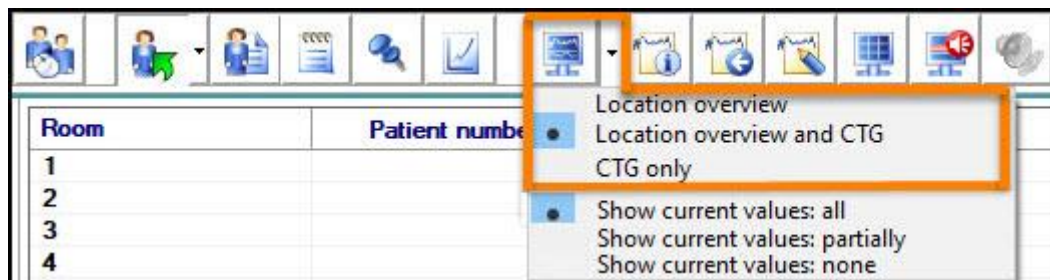 Room Patient numbe
1
2
3
4
Location overview
Location overview and CTG
CTG only
Show current values: all
Show current values: partially
Show current values: none